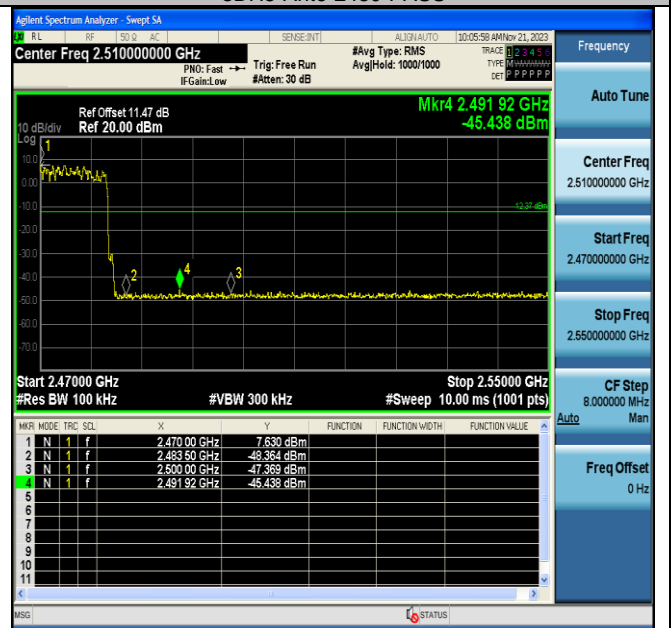 Agilent Spectrum Analyzer - Swept SA
RL RF 50 Ω AC SENSE:INT ALIGN AUTO 10:05:58 AM Nov 21, 2023
Center Freq 2.510000000 GHz #Avg Type: RMS TRACE 1 2 3 4 5 6
PNO: Fast Trig: Free Run Avg|Hold: 1000/1000 TYPE M
IFGain:Low #Atten: 30 dB DET P P P P P P
Frequency
Auto Tune
Center Freq
2.510000000 GHz
Start Freq
2.470000000 GHz
Stop Freq
2.550000000 GHz
CF Step
8.000000 MHz
Auto Man
Freq Offset
0 Hz
Mkr4 2.491 92 GHz
-45.438 dBm
Ref Offset 11.47 dB
10 dB/div Ref 20.00 dBm
Log
10.0
0.00
-10.0
-20.0
-30.0
-40.0
-50.0
-60.0
-70.0
1
2
4
3
-12.37 dBm
Start 2.47000 GHz Stop 2.55000 GHz
#Res BW 100 kHz #VBW 300 kHz #Sweep 10.00 ms (1001 pts)
MKR MODE TRC SCL X Y FUNCTION FUNCTION WIDTH FUNCTION VALUE
1 N 1 f 2.470 00 GHz 7.630 dBm
2 N 1 f 2.483 50 GHz -48.364 dBm
3 N 1 f 2.500 00 GHz -47.369 dBm
4 N 1 f 2.491 92 GHz -45.438 dBm
5
6
7
8
9
10
11
MSG STATUS